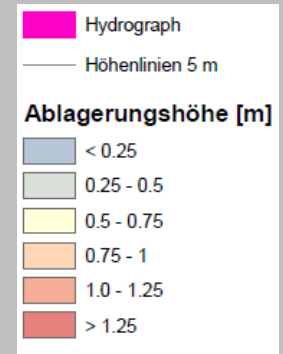 Hydrograph
Höhenlinien 5 m
Ablagerungshöhe [m]
< 0.25
0.25 - 0.5
0.5 - 0.75
0.75 - 1
1.0 - 1.25
> 1.25